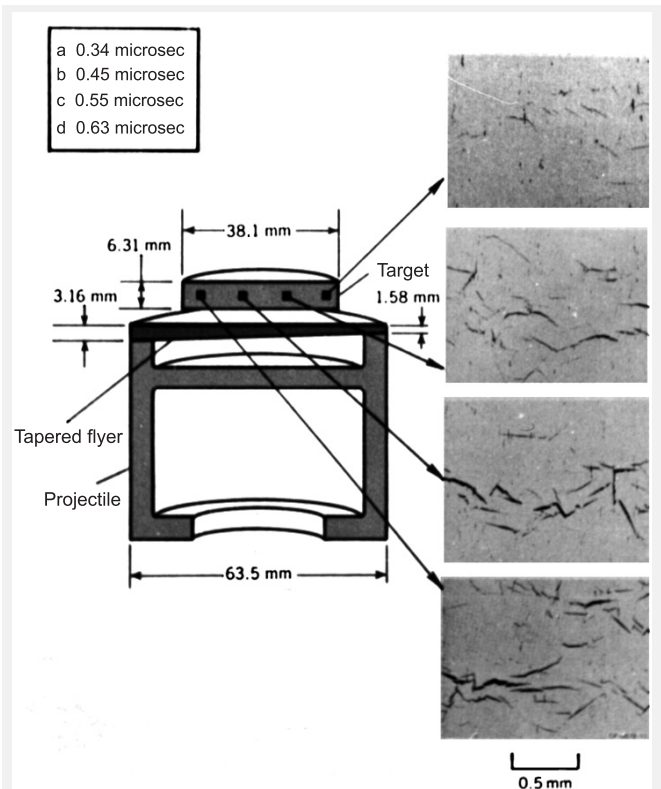 a 0.34 microsec
b 0.45 microsec
c 0.55 microsec
d 0.63 microsec
38.1 mm
6.31 mm
Target
3.16 mm
1.58 mm
Tapered flyer
Projectile
63.5 mm
0.5 mm